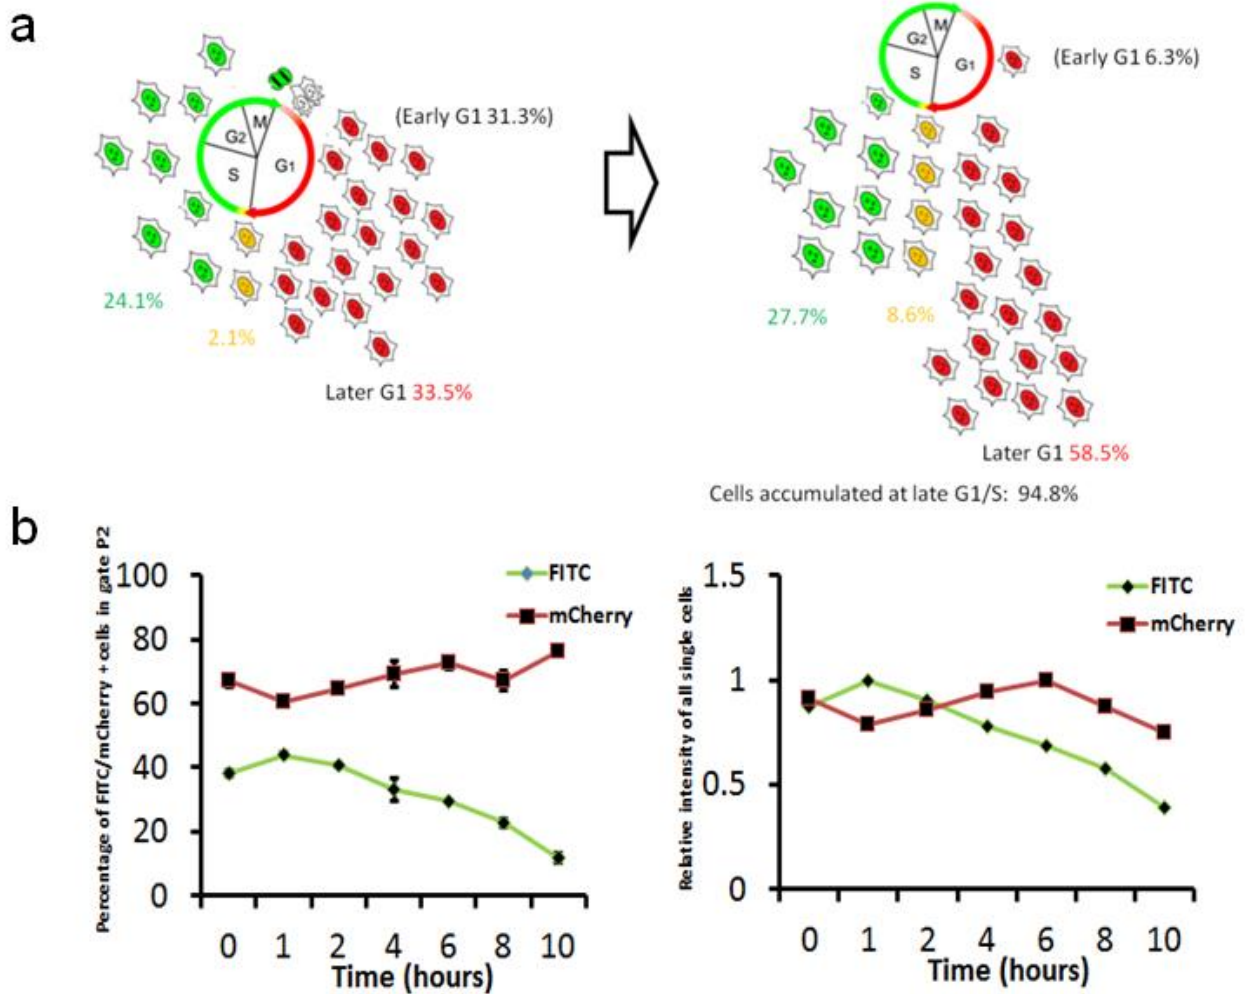 a
M
G2
G1
S
(Early G1 31.3%)
24.1%
2.1%
Later G1 33.5%
M
G2
G1
S
(Early G1 6.3%)
27.7%
8.6%
Later G1 58.5%
Cells accumulated at late G1/S: 94.8%
b
Percentage of FITC/mCherry + cells in gate P2
100
80
60
40
20
0
FITC
mCherry
0 1 2 4 6 8 10
Time (hours)
Relative intensity of all single cells
1.5
1
0.5
0
FITC
mCherry
0 1 2 4 6 8 10
Time (hours)